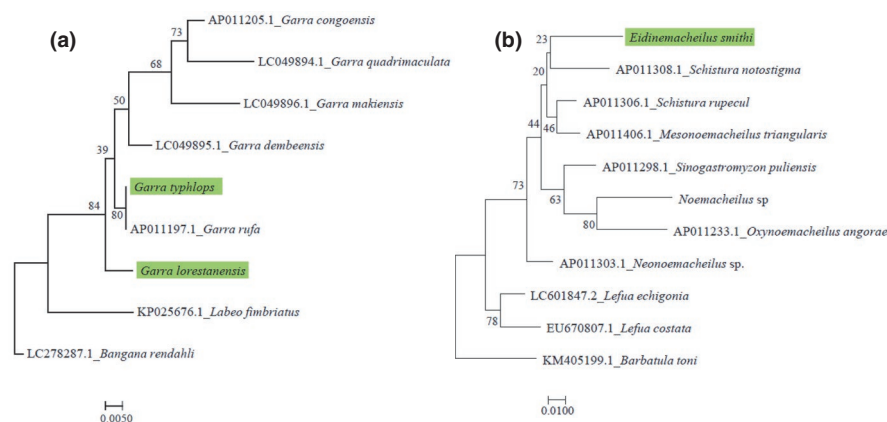 (a)
AP011205.1_Garra congoensis
73
LC049894.1_Garra quadrimaculata
68
LC049896.1_Garra makiensis
50
LC049895.1_Garra dembeensis
39
Garra typhlops
84
80
AP011197.1_Garra rufa
Garra lorestanensis
KP025676.1_Labeo fimbriatus
LC278287.1_Bangana rendahli
0.0050
(b)
23
Eidinemacheilus smithi
20
AP011308.1_Schistura notostigma
AP011306.1_Schistura rupecul
44
46
AP011406.1_Mesonoemacheilus triangularis
AP011298.1_Sinogastromyzon puliensis
73
63
Noemacheilus sp
80
AP011233.1_Oxynoemacheilus angorae
AP011303.1_Neonoemacheilus sp.
LC601847.2_Lefua echigonia
78
EU670807.1_Lefua costata
KM405199.1_Barbatula toni
0.0100